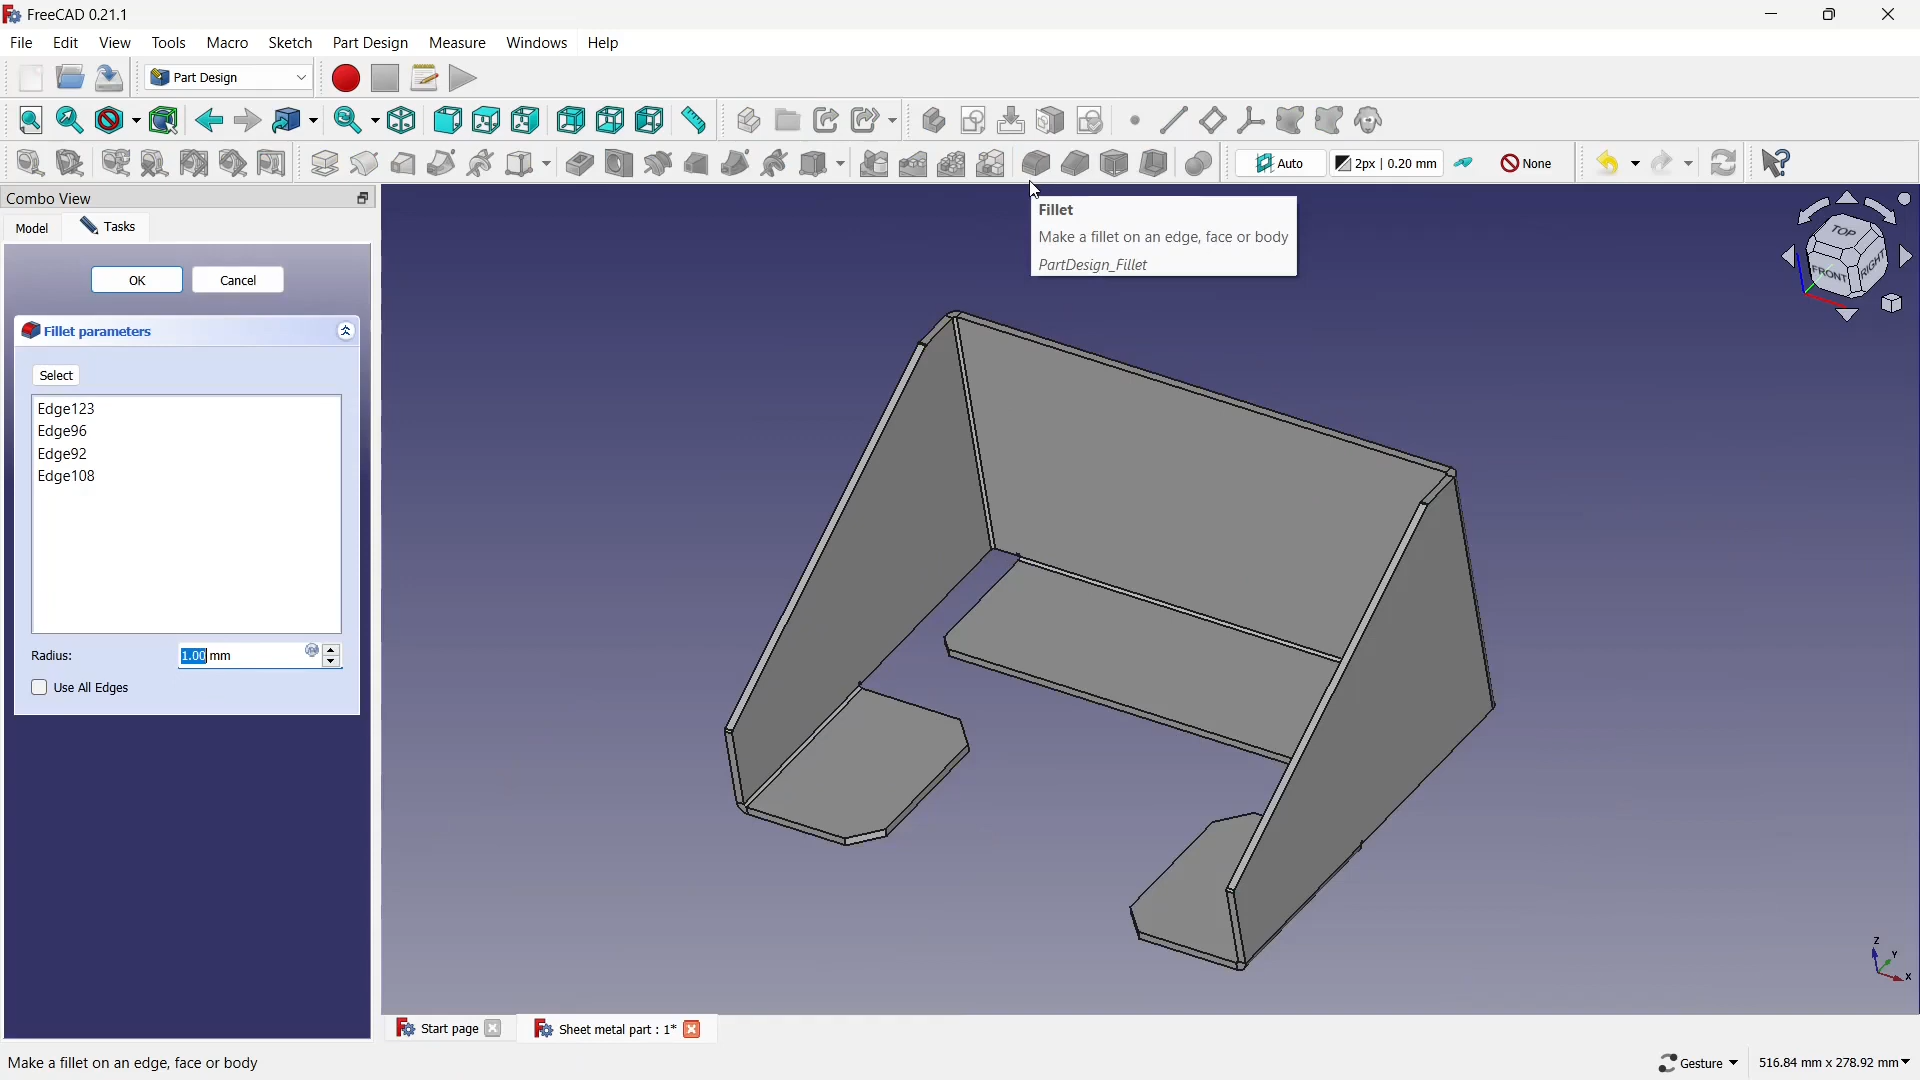 FreeCAD 0.21.1
File Edit View Tools Macro Sketch Part Design Measure Windows Help
Part Design
Auto 2px | 0.20 mm None
Combo View
Model Tasks
OK Cancel
Fillet parameters
Select
Edge123
Edge96
Edge92
Edge108
Radius: 1.00 mm
Use All Edges
Fillet
Make a fillet on an edge, face or body
PartDesign_Fillet
TOP
FRONT RIGHT
Z
Y
X
Start page Sheet metal part : 1*
Make a fillet on an edge, face or body Gesture 516.84 mm x 278.92 mm